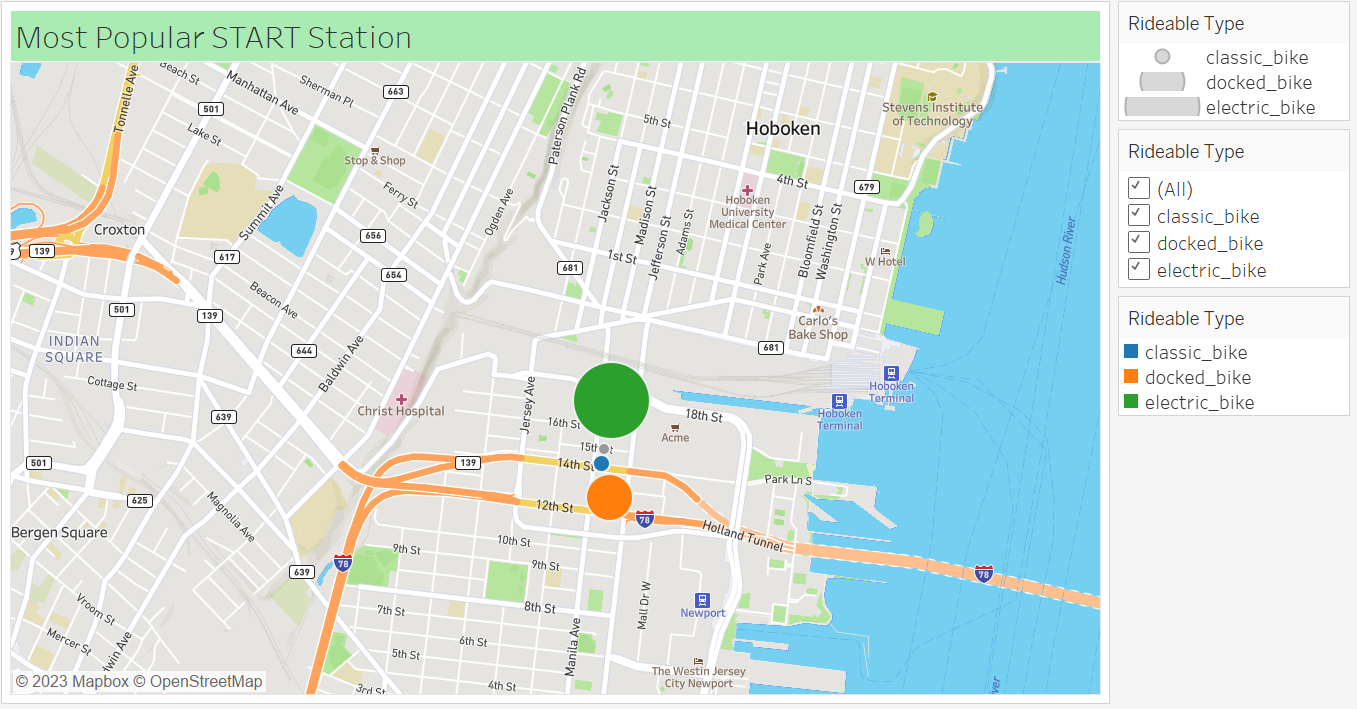 Most Popular START Station
Tonnelle Ave
Beach St
Manhattan Ave
Sherman Pl
663
Paterson Plank Rd
501
Lake St
5th St
Hoboken
Stevens Institute
of Technology
Stop & Shop
Ferry St
Summit Ave
Ogden Ave
Jackson St
Madison St
Jefferson St
Adams St
4th St
679
Hoboken
University
Medical Center
Park Ave
Bloomfield St
Washington St
Croxton
139
9
656
617
654
681
1st St
W Hotel
Hudson River
Beacon Ave
501
139
INDIAN
SQUARE
644
Baldwin Ave
Carlo's
Bake Shop
681
Cottage St
Christ Hospital
Jersey Ave
Hoboken
Terminal
Hoboken
Terminal
639
16th St
18th St
Acme
15th
501
139
14th St
Park Ln S
625
Magnolia Ave
12th St
78
Holland Tunnel
Bergen Square
10th St
9th St
9th St
639
78
78
Vroom St
Mercer St
dwin Ave
7th St
8th St
Mall Dr W
Newport
6th St
5th St
Manila Ave
The Westin Jersey
City Newport
3rd St
4th St
ver
© 2023 Mapbox © OpenStreetMap
Rideable Type
classic_bike
docked_bike
electric_bike
Rideable Type
(All)
classic_bike
docked_bike
electric_bike
Rideable Type
classic_bike
docked_bike
electric_bike